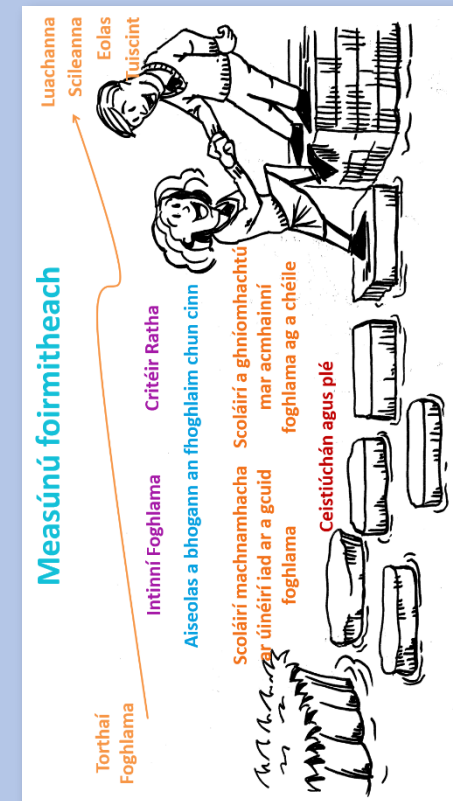 Measúnú foirmitheach
Torthaí
Foghlama
Luachanna
Scileanna
Eolas
Tuiscint
Intinní Foghlama
Critéir Ratha
Aiseolas a bhogann an fhoghlaim chun cinn
Scoláirí machnamhacha
ar úinéirí iad ar a gcuid
foghlama
Scoláirí a ghníomhachtú
mar acmhainní
foghlama ag a chéile
Ceistiúchán agus plé